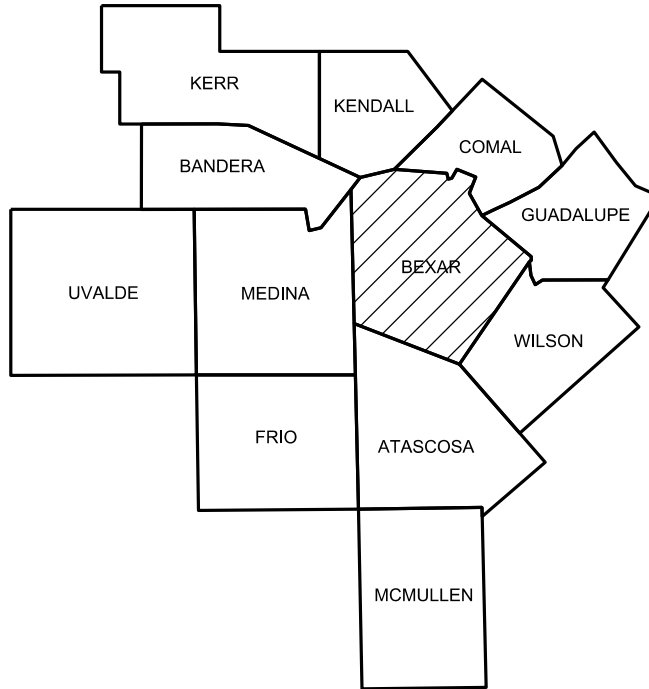 KERR
KENDALL
COMAL
BANDERA
GUADALUPE
BEXAR
UVALDE
MEDINA
WILSON
FRIO
ATASCOSA
MCMULLEN